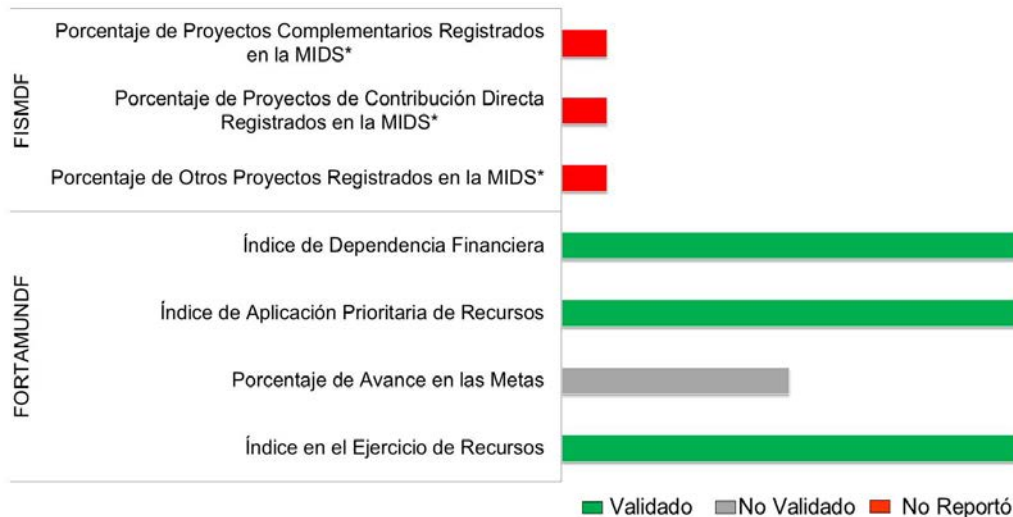 FISMDF
Porcentaje de Proyectos Complementarios Registrados
en la MIDS*
Porcentaje de Proyectos de Contribución Directa
Registrados en la MIDS*
Porcentaje de Otros Proyectos Registrados en la MIDS*
FORTAMUNDF
Índice de Dependencia Financiera
Índice de Aplicación Prioritaria de Recursos
Porcentaje de Avance en las Metas
Índice en el Ejercicio de Recursos
Validado No Validado No Reportó